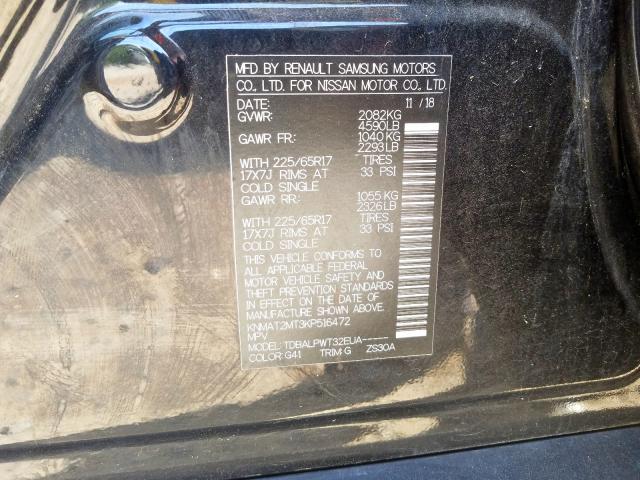 MFD BY RENAULT SAMSUNG MOTORS
CO., LTD. FOR NISSAN MOTOR CO., LTD.
DATE: 11 / 18
GVWR: 2082KG
4590LB
GAWR FR: 1040KG
2293LB
WITH 225/65R17 TIRES
17X7J RIMS AT 33 PSI
COLD SINGLE
GAWR RR: 1055 KG
2326LB
WITH 225/65R17 TIRES
17X7J RIMS AT 33 PSI
COLD SINGLE
THIS VEHICLE CONFORMS TO
ALL APPLICABLE FEDERAL
MOTOR VEHICLE SAFETY AND
THEFT PREVENTION STANDARDS
IN EFFECT ON THE DATE OF
MANUFACTURE SHOWN ABOVE.
KNMAT2MT3KP516472
MPV
MODEL: TDBALPWT32EUA------
COLOR: G41 TRIM: G ZS30A